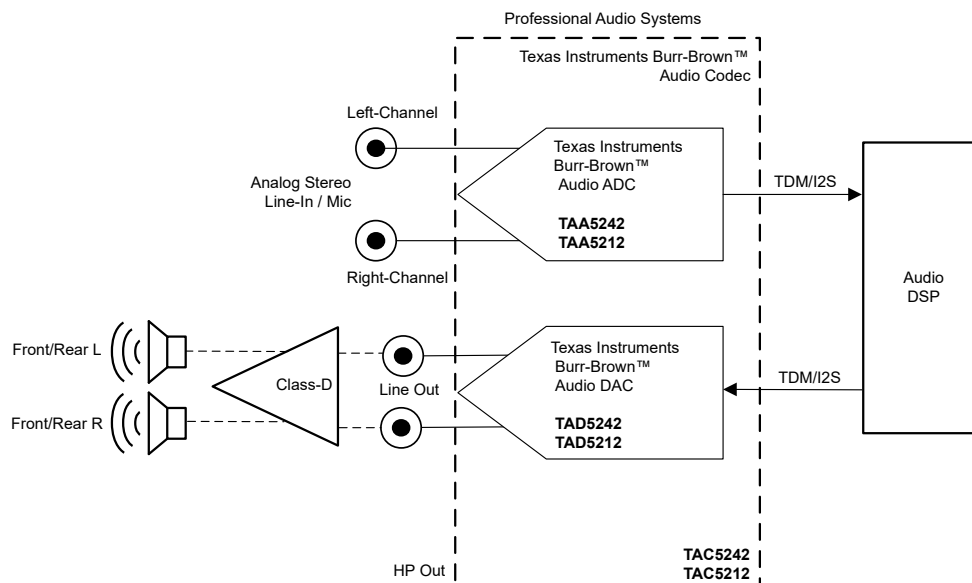 Professional Audio Systems
Texas Instruments Burr-Brown™
Audio Codec
Left-Channel
Analog Stereo
Line-In / Mic
Right-Channel
Texas Instruments
Burr-Brown™
Audio ADC
TAA5242
TAA5212
TDM/I2S
Audio
DSP
Front/Rear L
Front/Rear R
Class-D
Line Out
Texas Instruments
Burr-Brown™
Audio DAC
TAD5242
TAD5212
TDM/I2S
HP Out
TAC5242
TAC5212